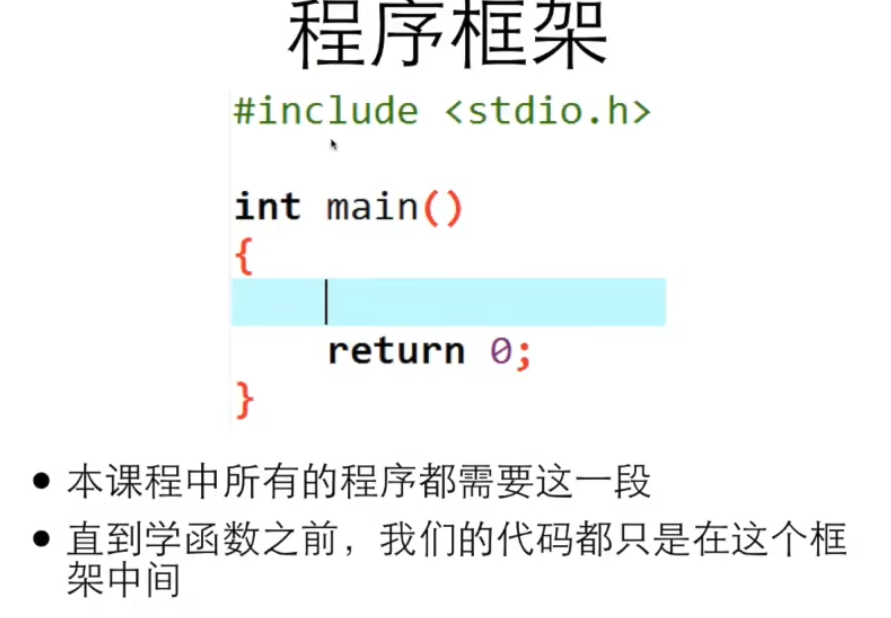 程序框架
#include <stdio.h>
int main()
{
return 0;
}
● 本课程中所有的程序都需要这一段
● 直到学函数之前，我们的代码都只是在这个框
架中间